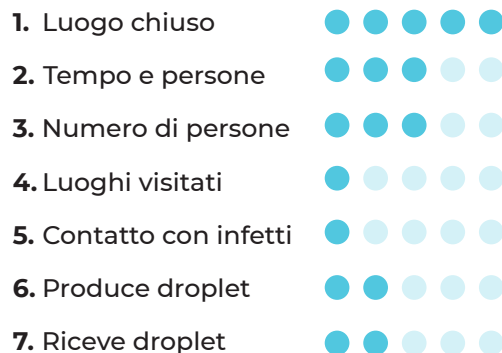 1. Luogo chiuso
2. Tempo e persone
3. Numero di persone
4. Luoghi visitati
5. Contatto con infetti
6. Produce droplet
7. Riceve droplet